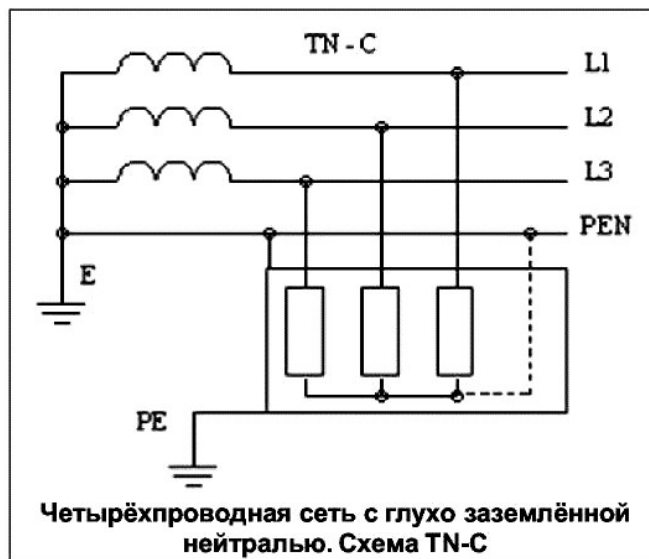 TN - C
L1
L2
L3
PEN
E
PE
Четырёхпроводная сеть с глухо заземлённой
нейтралью. Схема TN-C